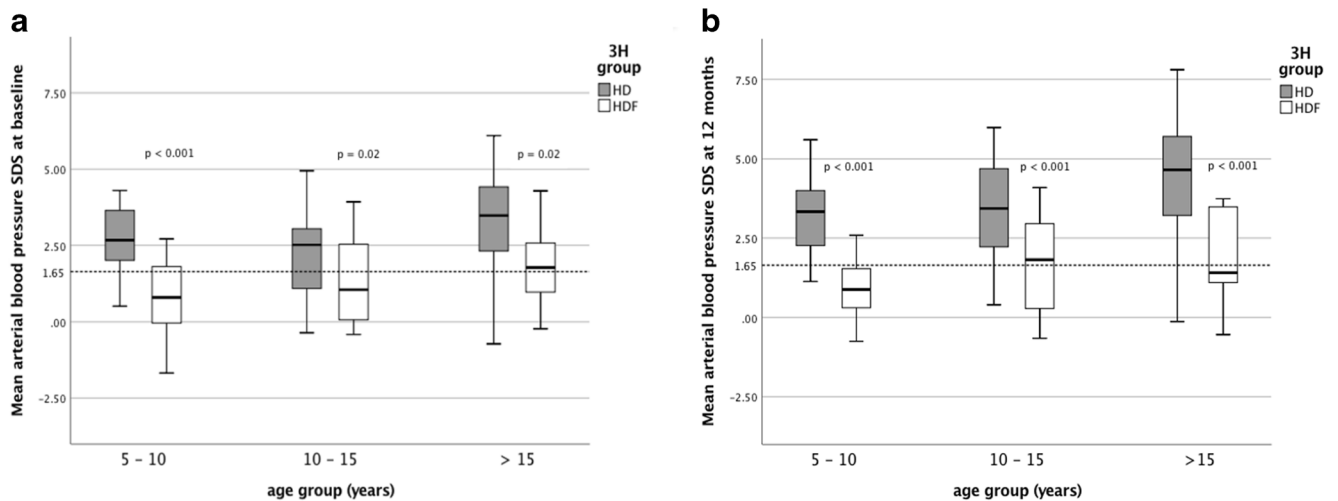 a
3H
group
HD
HDF
Mean arterial blood pressure SDS at baseline
7.50
5.00
2.50
1.65
.00
-2.50
p < 0.001
p = 0.02
p = 0.02
5 - 10
10 - 15
> 15
age group (years)
b
3H
group
HD
HDF
Mean arterial blood pressure SDS at 12 months
7.50
5.00
2.50
1.65
.00
-2.50
p < 0.001
p < 0.001
p < 0.001
5 - 10
10 - 15
>15
age group (years)